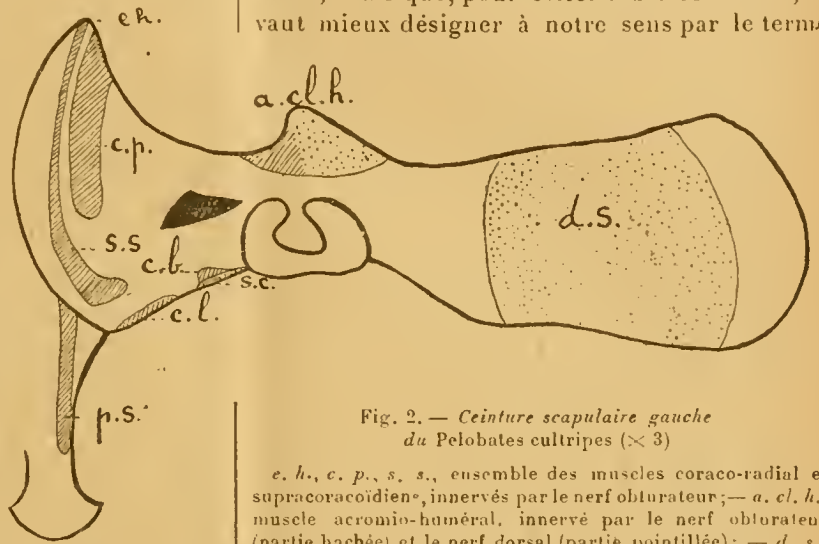 vaut mieux désigner à notre sens par le terme
e h.
a.cl.h.
c.p.
d.s.
s.s
c.b
s.c.
c.l.
p.s.
Fig. 2. — Ceinture scapulaire gauche
du Pelobates cultripes (× 3)
e. h., c. p., s. s., ensemble des muscles coraco-radial e
supracoracoïdien, innervés par le nerf obturateur; — a. cl. h.
muscle acromio-huméral, innervé par le nerf obturateu
(partie hachée) et le nerf dorsal (partie pointillée); — d. s.